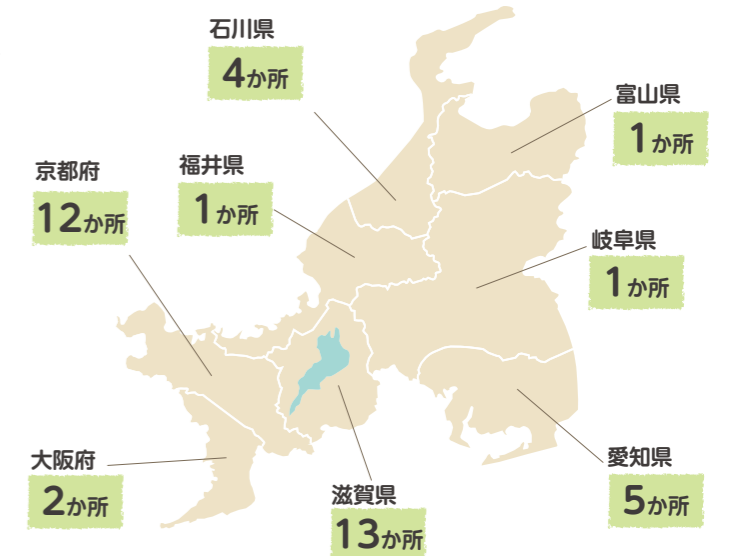 石川県
4か所
富山県
1か所
京都府
12か所
福井県
1か所
岐阜県
1か所
大阪府
2か所
滋賀県
13か所
愛知県
5か所